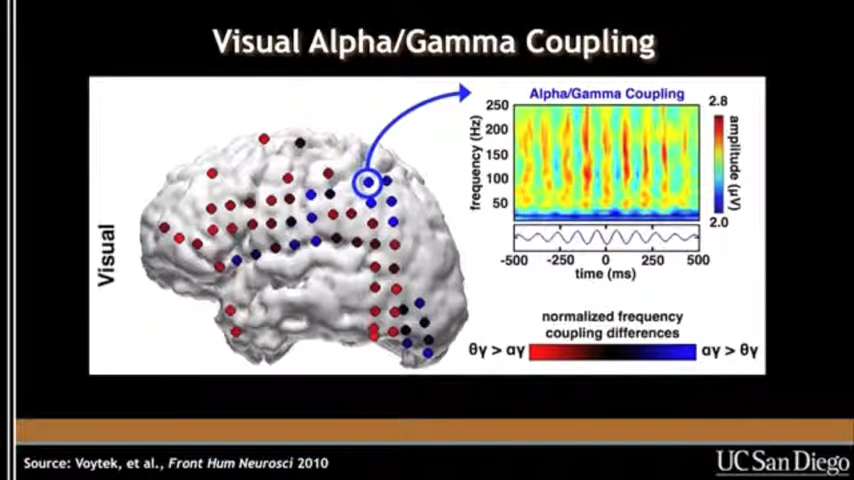 Visual Alpha/Gamma Coupling
Visual
Alpha/Gamma Coupling
frequency (Hz)
250
200
150
100
50
2.8
amplitude (μV)
2.0
-500
-250
0
250
500
time (ms)
normalized frequency
coupling differences
θγ > αγ
αγ > θγ
Source: Voytek, et al., Front Hum Neurosci 2010
UC San Diego